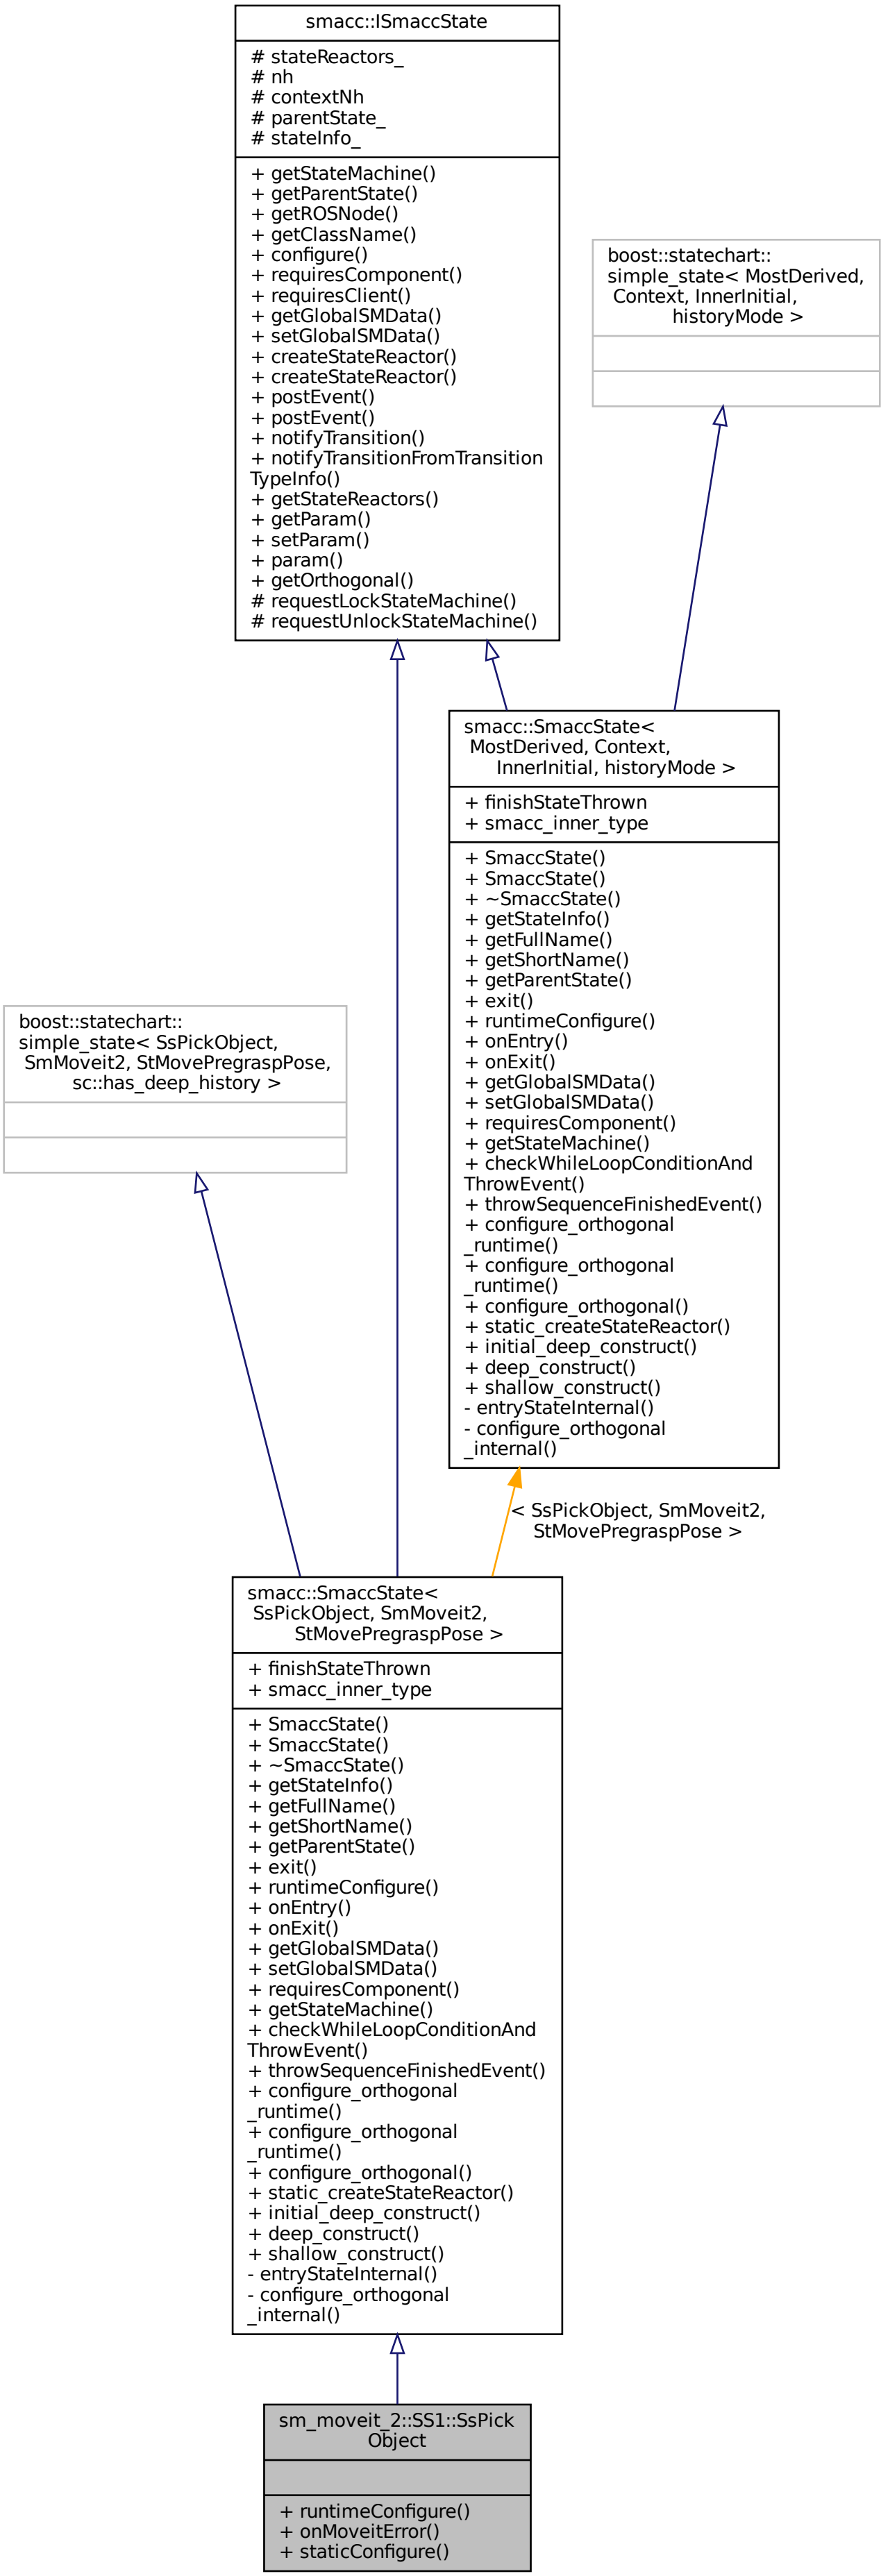 smacc::ISmaccState
# stateReactors_
# nh
# contextNh
# parentState_
# stateInfo_
+ getStateMachine()
+ getParentState()
+ getROSNode()
+ getClassName()
+ configure()
+ requiresComponent()
+ requiresClient()
+ getGlobalSMData()
+ setGlobalSMData()
+ createStateReactor()
+ createStateReactor()
+ postEvent()
+ postEvent()
+ notifyTransition()
+ notifyTransitionFromTransition
TypeInfo()
+ getStateReactors()
+ getParam()
+ setParam()
+ param()
+ getOrthogonal()
# requestLockStateMachine()
# requestUnlockStateMachine()
boost::statechart::
simple_state< MostDerived,
Context, InnerInitial,
historyMode >
smacc::SmaccState<
MostDerived, Context,
InnerInitial, historyMode >
+ finishStateThrown
+ smacc_inner_type
+ SmaccState()
+ SmaccState()
+ ~SmaccState()
+ getStateInfo()
+ getFullName()
+ getShortName()
+ getParentState()
+ exit()
+ runtimeConfigure()
+ onEntry()
+ onExit()
+ getGlobalSMData()
+ setGlobalSMData()
+ requiresComponent()
+ getStateMachine()
+ checkWhileLoopConditionAnd
ThrowEvent()
+ throwSequenceFinishedEvent()
+ configure_orthogonal
_runtime()
+ configure_orthogonal
_runtime()
+ configure_orthogonal()
+ static_createStateReactor()
+ initial_deep_construct()
+ deep_construct()
+ shallow_construct()
- entryStateInternal()
- configure_orthogonal
_internal()
boost::statechart::
simple_state< SsPickObject,
SmMoveit2, StMovePregraspPose,
sc::has_deep_history >
< SsPickObject, SmMoveit2,
StMovePregraspPose >
smacc::SmaccState<
SsPickObject, SmMoveit2,
StMovePregraspPose >
+ finishStateThrown
+ smacc_inner_type
+ SmaccState()
+ SmaccState()
+ ~SmaccState()
+ getStateInfo()
+ getFullName()
+ getShortName()
+ getParentState()
+ exit()
+ runtimeConfigure()
+ onEntry()
+ onExit()
+ getGlobalSMData()
+ setGlobalSMData()
+ requiresComponent()
+ getStateMachine()
+ checkWhileLoopConditionAnd
ThrowEvent()
+ throwSequenceFinishedEvent()
+ configure_orthogonal
_runtime()
+ configure_orthogonal
_runtime()
+ configure_orthogonal()
+ static_createStateReactor()
+ initial_deep_construct()
+ deep_construct()
+ shallow_construct()
- entryStateInternal()
- configure_orthogonal
_internal()
sm_moveit_2::SS1::SsPick
Object
+ runtimeConfigure()
+ onMoveitError()
+ staticConfigure()